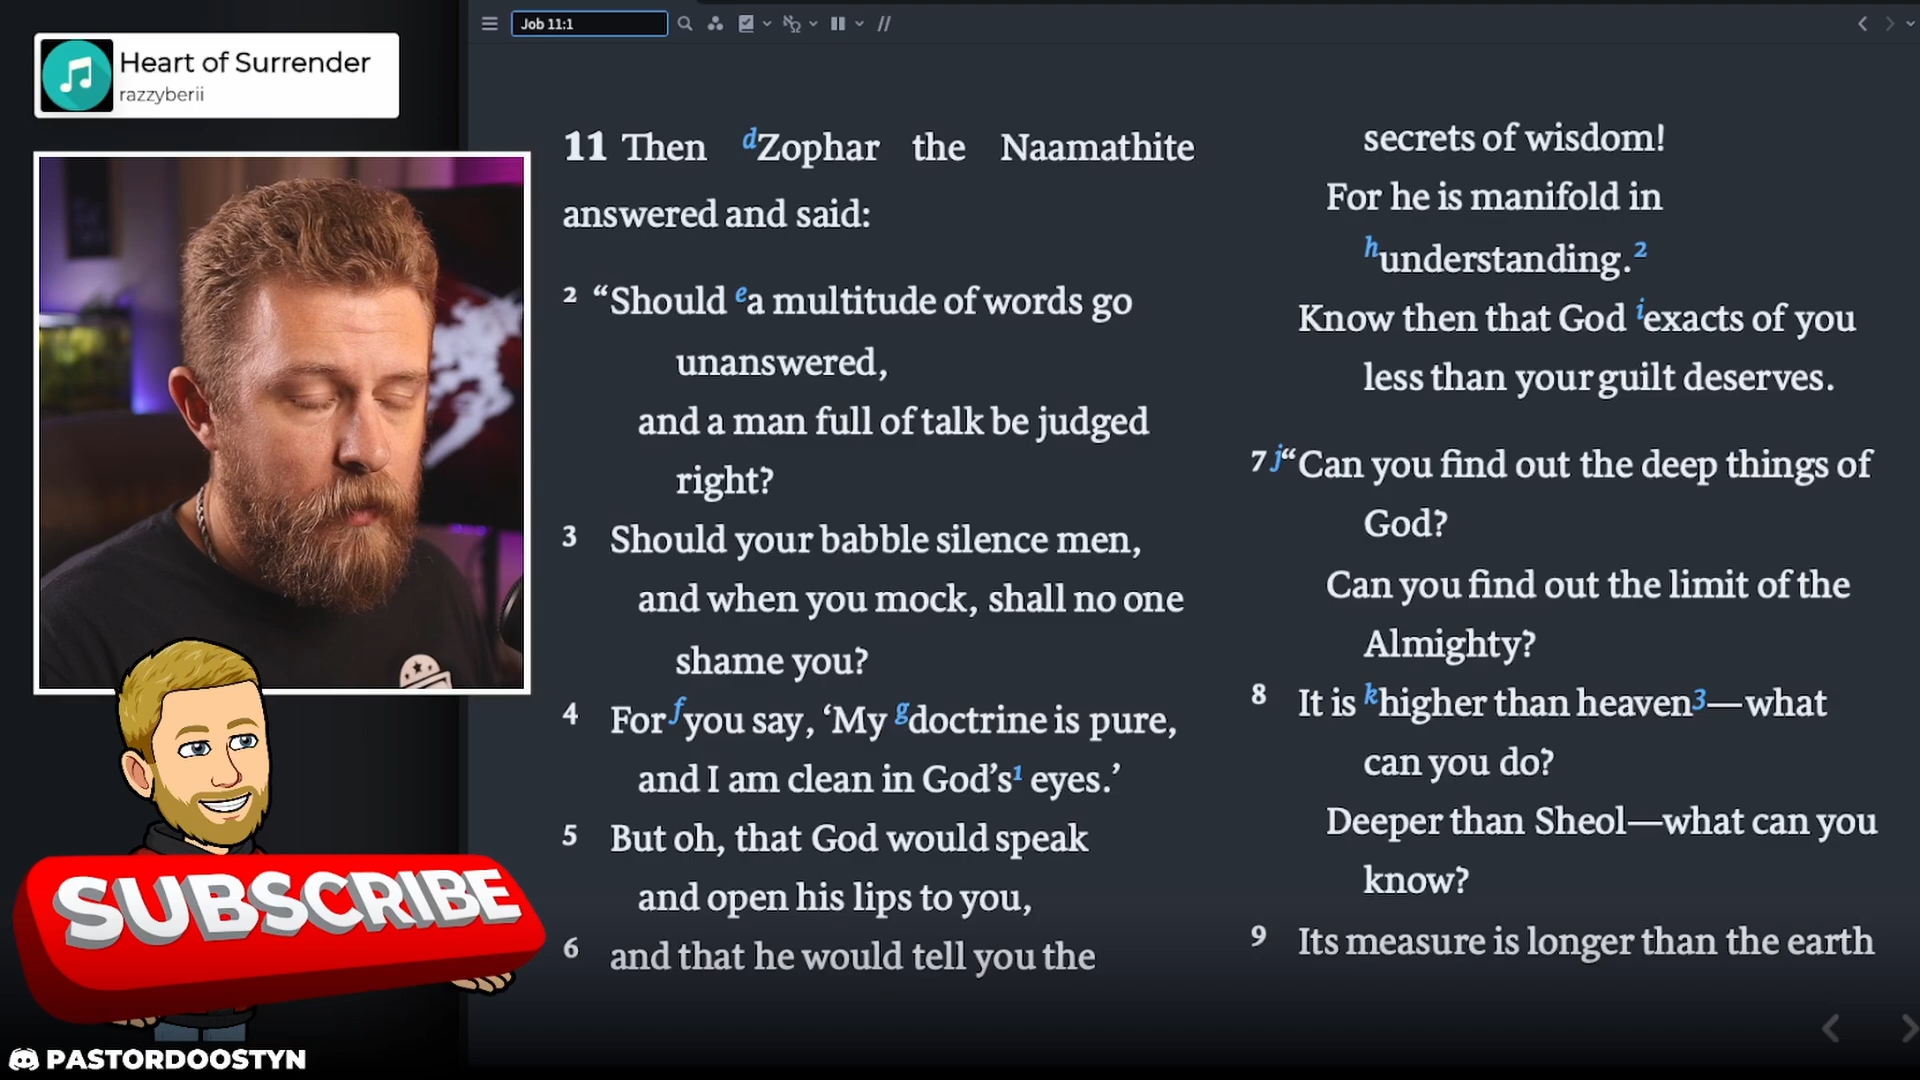 Job 11:1
//
Heart of Surrender
razzyberii
11 Then dZophar the Naamathite
answered and said:
2 “Should ea multitude of words go
unanswered,
and a man full of talk be judged
right?
3 Should your babble silence men,
and when you mock, shall no one
shame you?
4 For fyou say, ‘My gdoctrine is pure,
and I am clean in God’s1 eyes.’
5 But oh, that God would speak
and open his lips to you,
6 and that he would tell you the
secrets of wisdom!
For he is manifold in
hunderstanding.2
Know then that God iexacts of you
less than your guilt deserves.
7 j“Can you find out the deep things of
God?
Can you find out the limit of the
Almighty?
8 It is khigher than heaven3—what
can you do?
Deeper than Sheol—what can you
know?
9 Its measure is longer than the earth
SUBSCRIBE
PASTORDOOSTYN